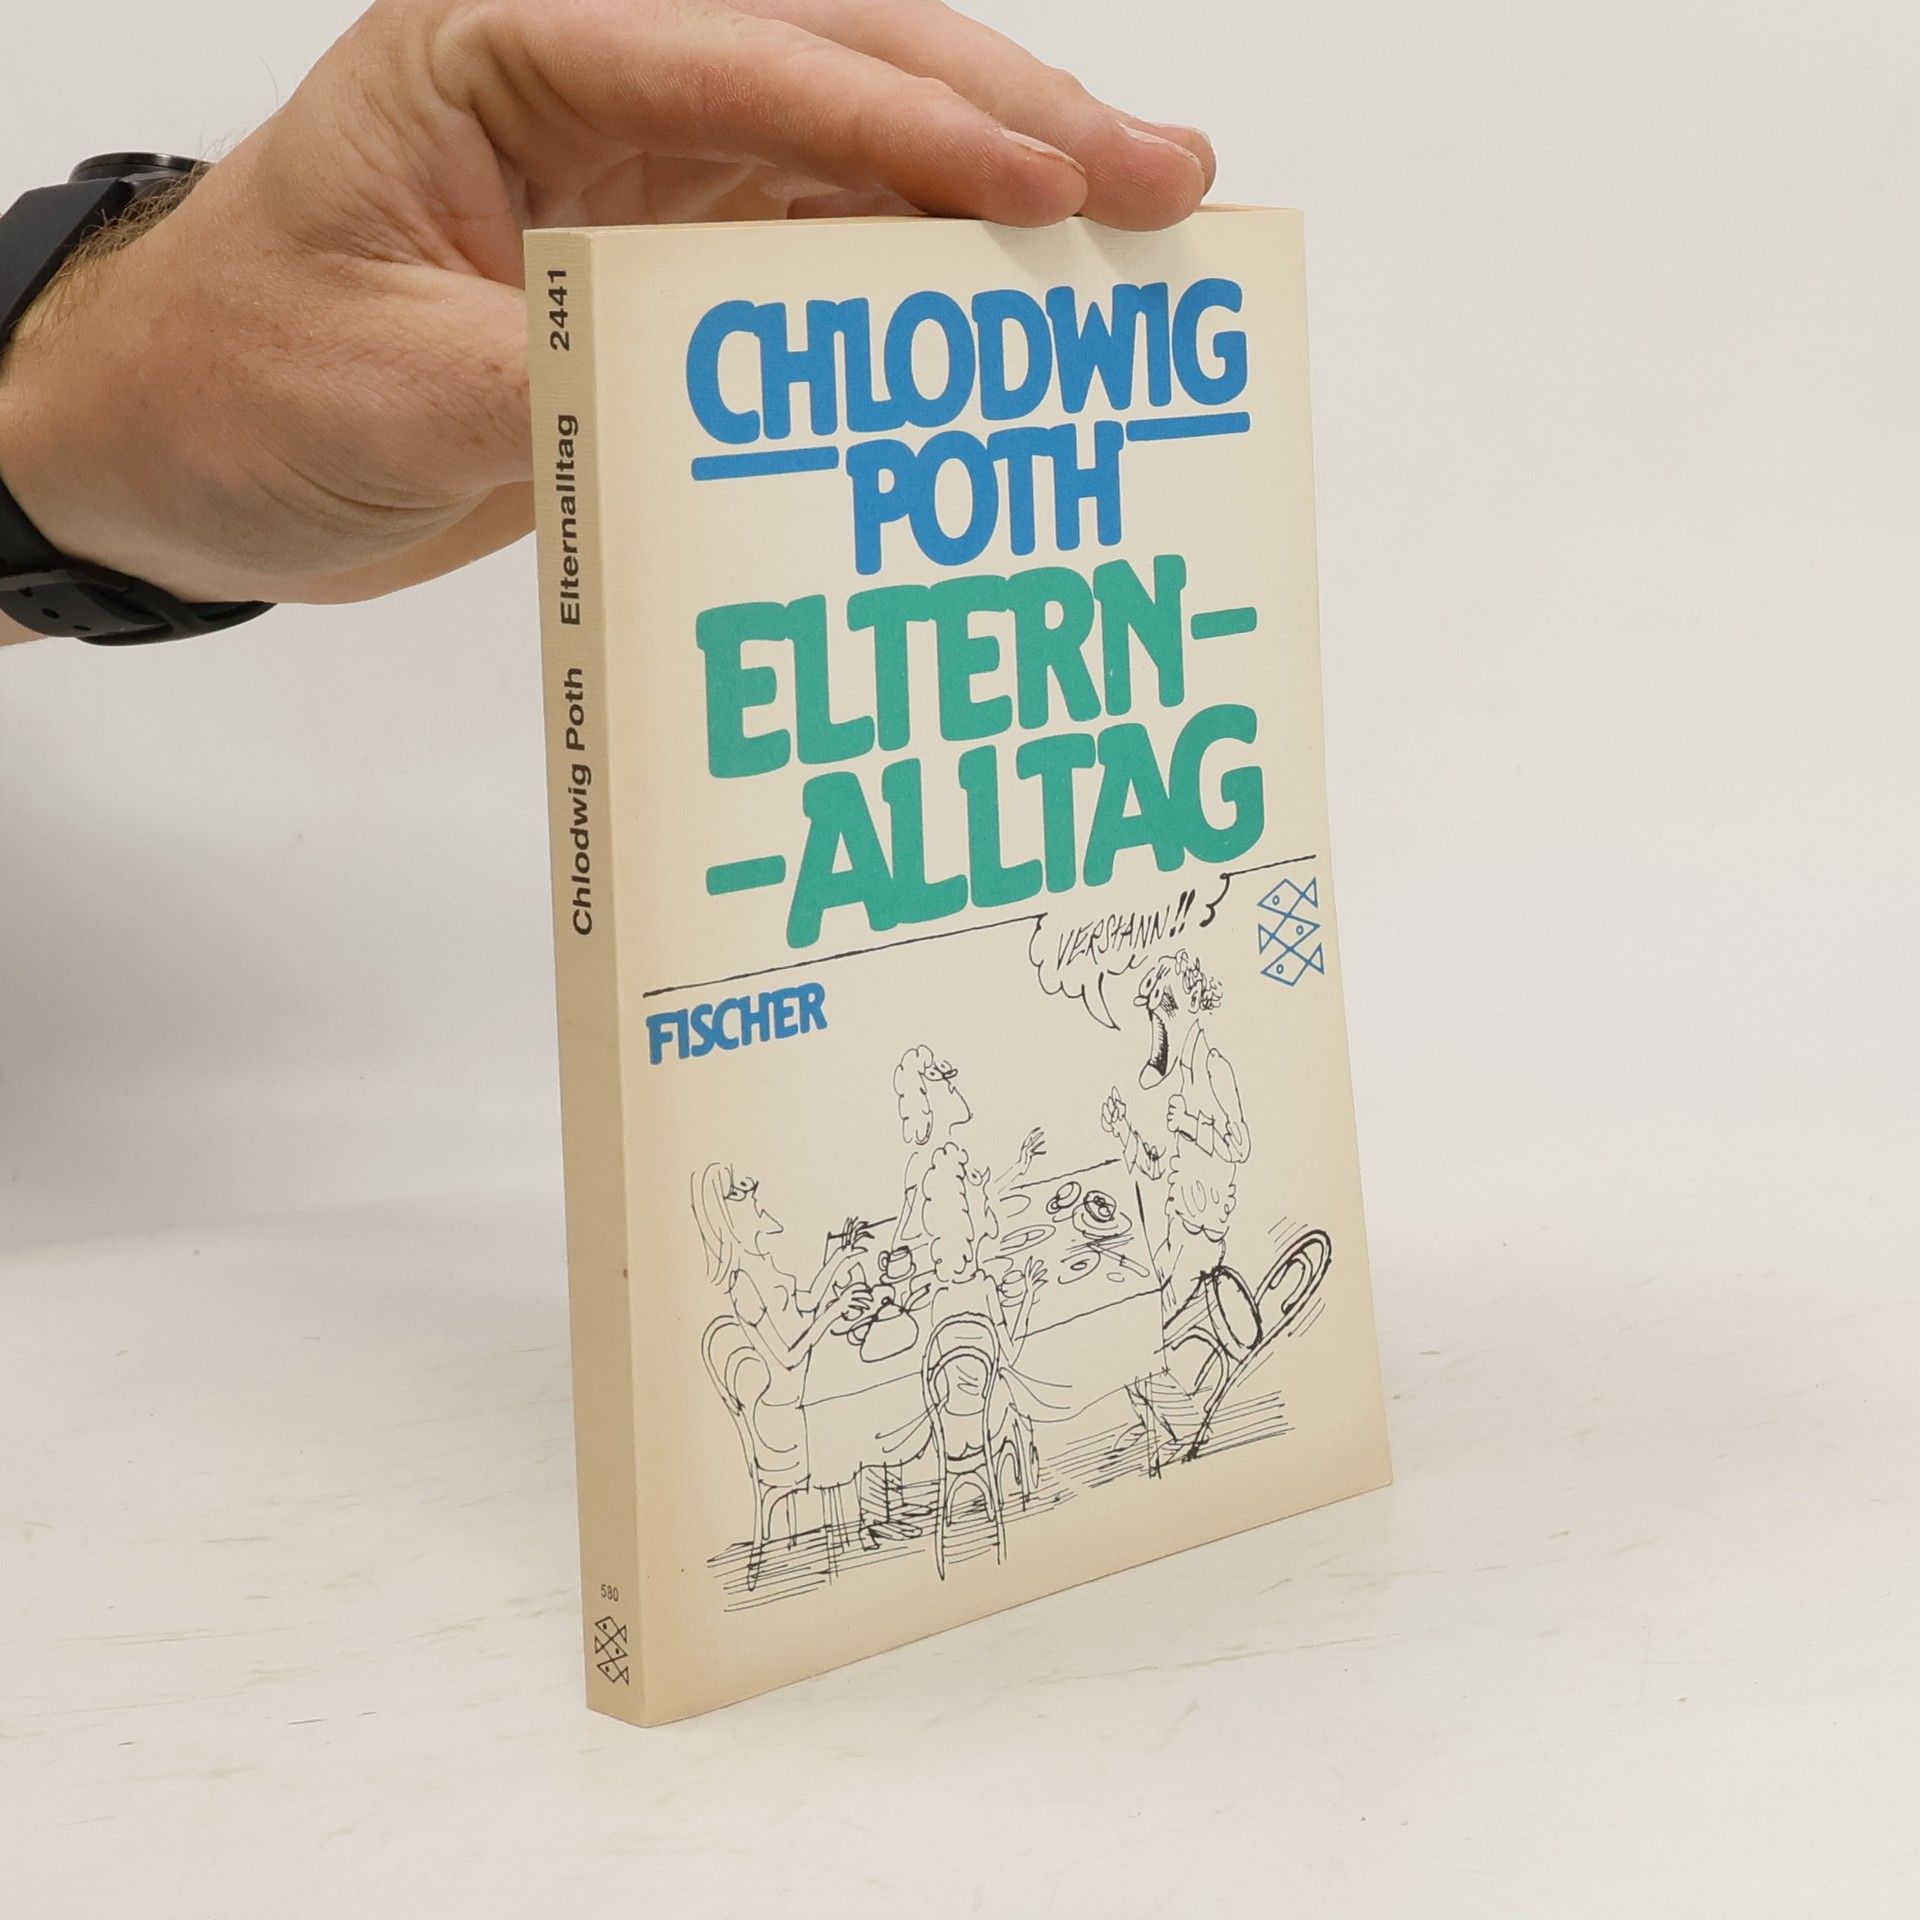 CHLODWIG
POTH
ELTERN-
-ALLTAG
VERSTANN!!
FISCHER
Chlodwig Poth Elternalltag 2441
580